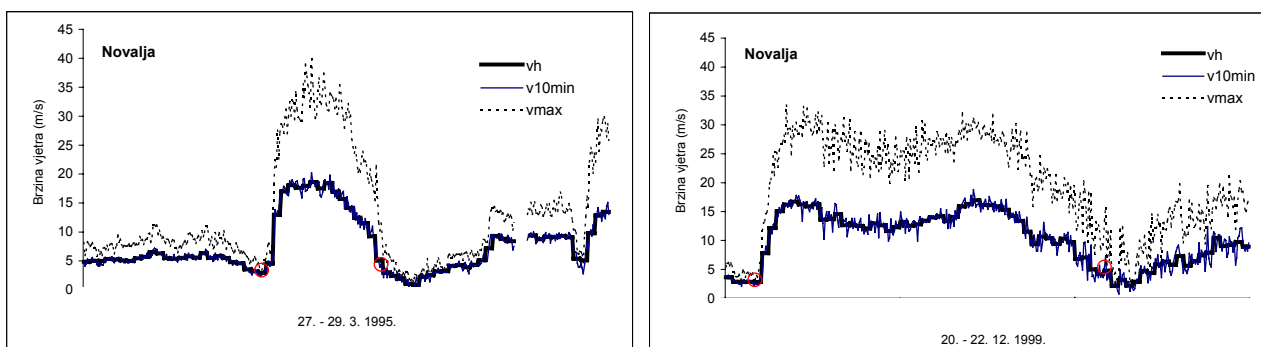 Novalja
Brzina vjetra (m/s)
45
40
35
30
25
20
15
10
5
0
vh
v10min
vmax
27. - 29. 3. 1995.
Novalja
Brzina vjetra (m/s)
45
40
35
30
25
20
15
10
5
0
vh
v10min
vmax
20. - 22. 12. 1999.